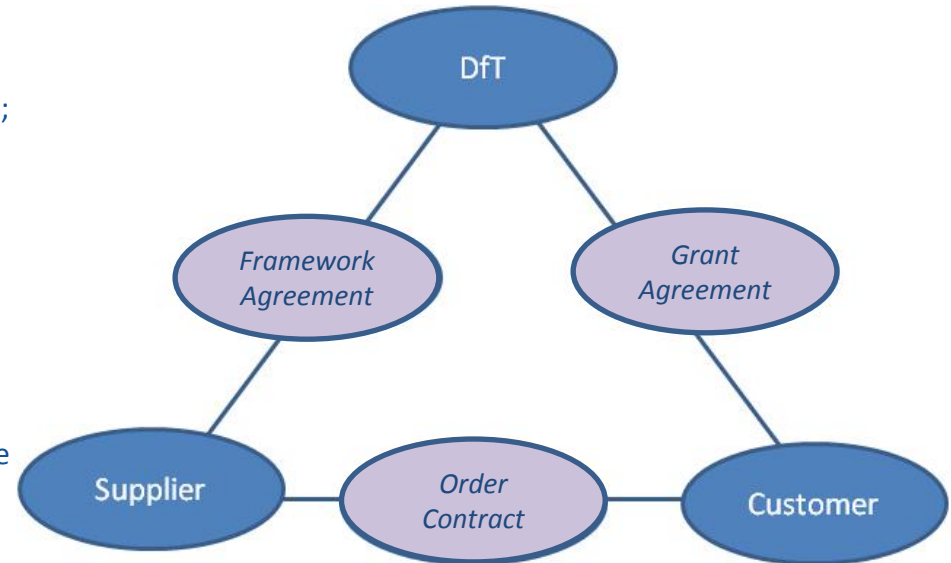 DfT
;
Framework
Agreement
Grant
Agreement
e
Supplier
Order
Contract
Customer